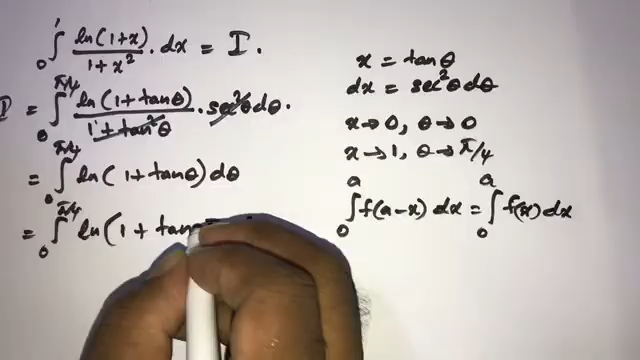 ∫₀¹ ln(1+x)/(1+x²) · dx = I.
I = ∫₀^(π/4) ln(1+tanθ)/(1+tan²θ) · sec²θ dθ.
= ∫₀^(π/4) ln(1+tanθ) dθ
= ∫₀^(π/4) ln(1+tan
x = tanθ
dx = sec²θ dθ
x→0, θ→0
x→1, θ→π/4
∫₀^a f(a-x) dx = ∫₀^a f(x) dx